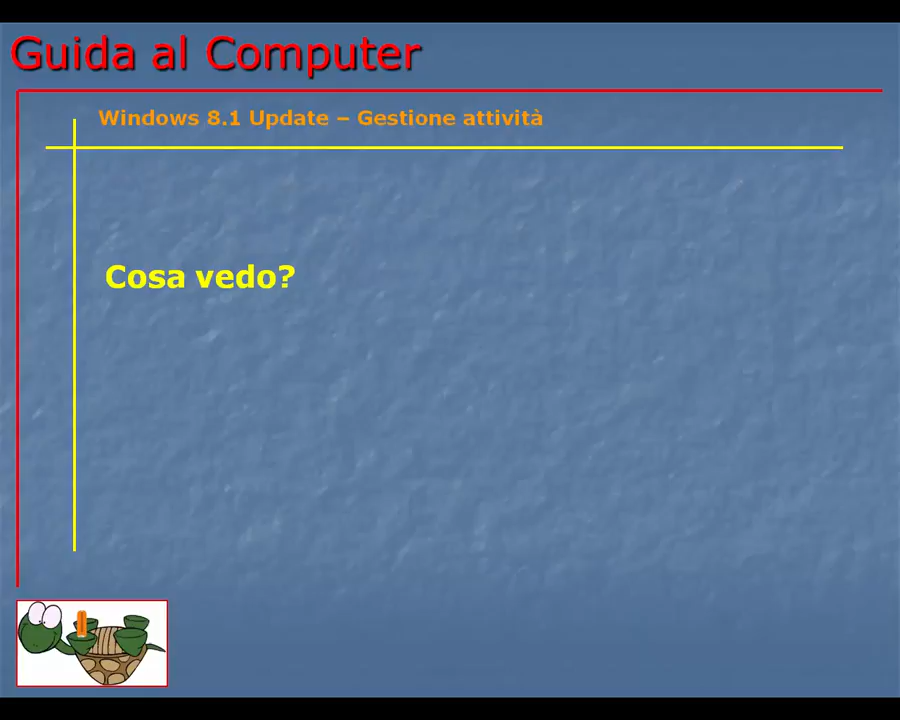 Guida al Computer
Windows 8.1 Update – Gestione attività
Cosa vedo?